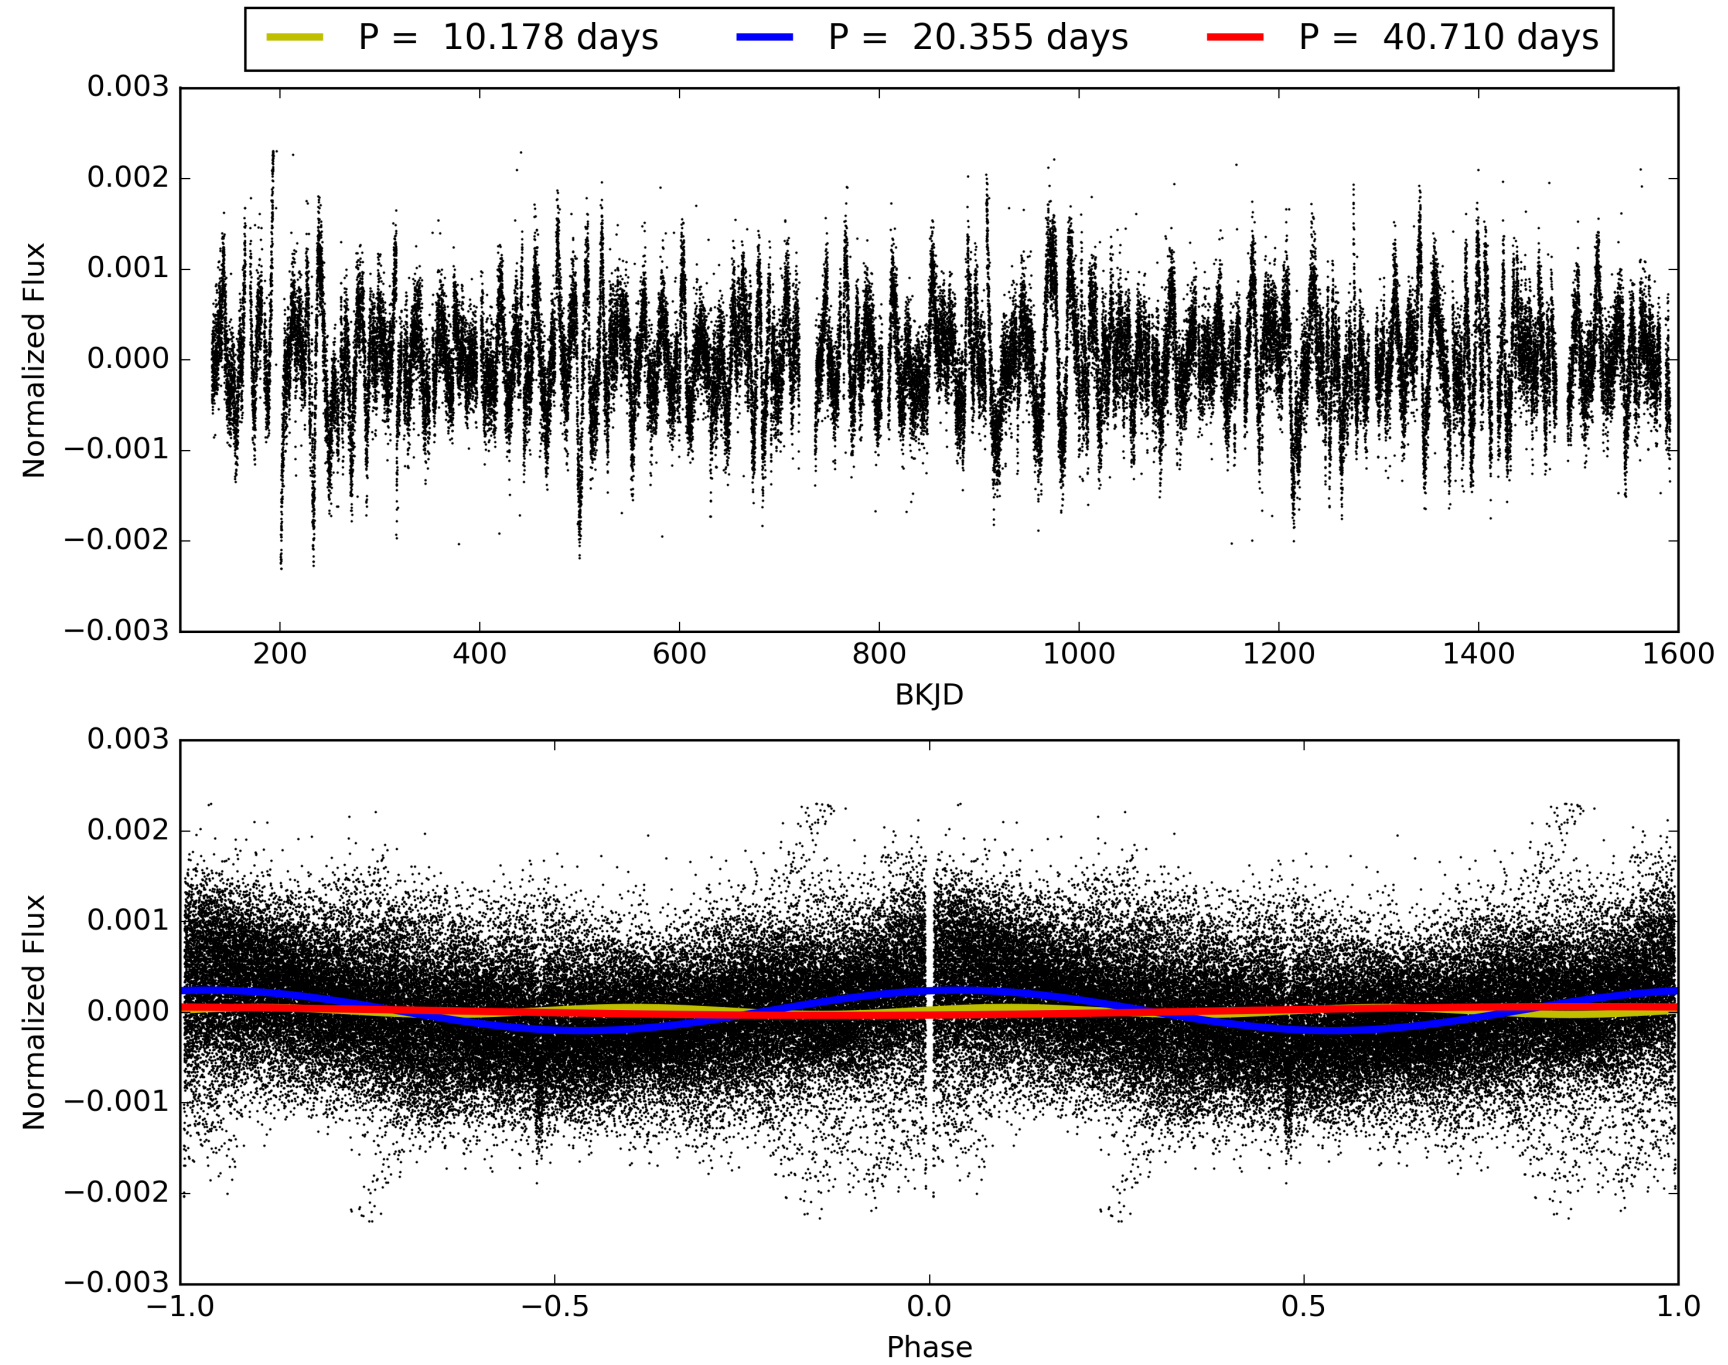 P = 10.178 days P = 20.355 days P = 40.710 days
0.003
0.002
0.001
0.000
−0.001
−0.002
−0.003
Normalized Flux
200 400 600 800 1000 1200 1400 1600
BKJD
0.003
0.002
0.001
0.000
−0.001
−0.002
−0.003
Normalized Flux
−1.0 −0.5 0.0 0.5 1.0
Phase